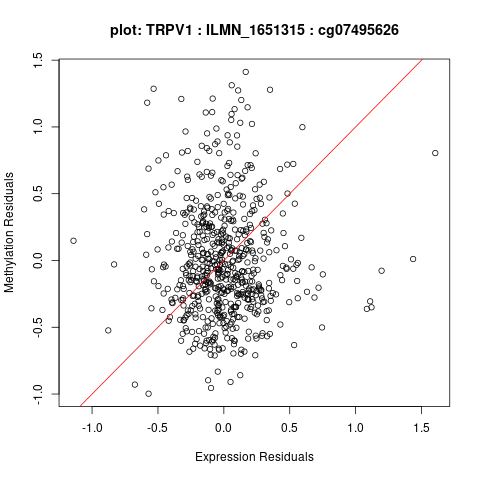 plot: TRPV1 : ILMN_1651315 : cg07495626
Methylation Residuals
1.5
1.0
0.5
0.0
-0.5
-1.0
-1.0 -0.5 0.0 0.5 1.0 1.5
Expression Residuals